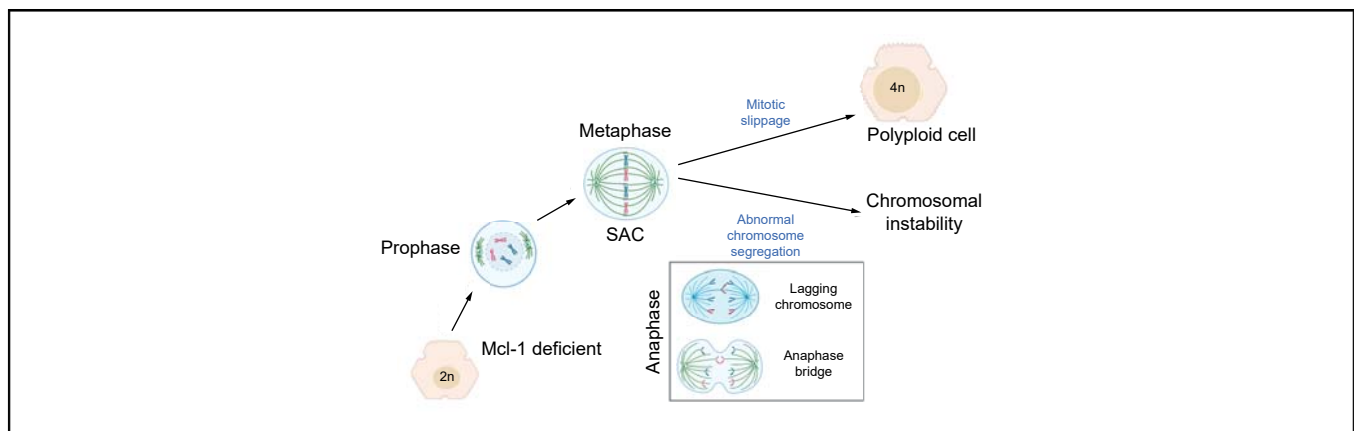 4n
Mitotic
slippage
Polyploid cell
Metaphase
SAC
Chromosomal
instability
Abnormal
chromosome
segregation
Prophase
Anaphase
Lagging
chromosome
Anaphase
bridge
Mcl-1 deficient
2n